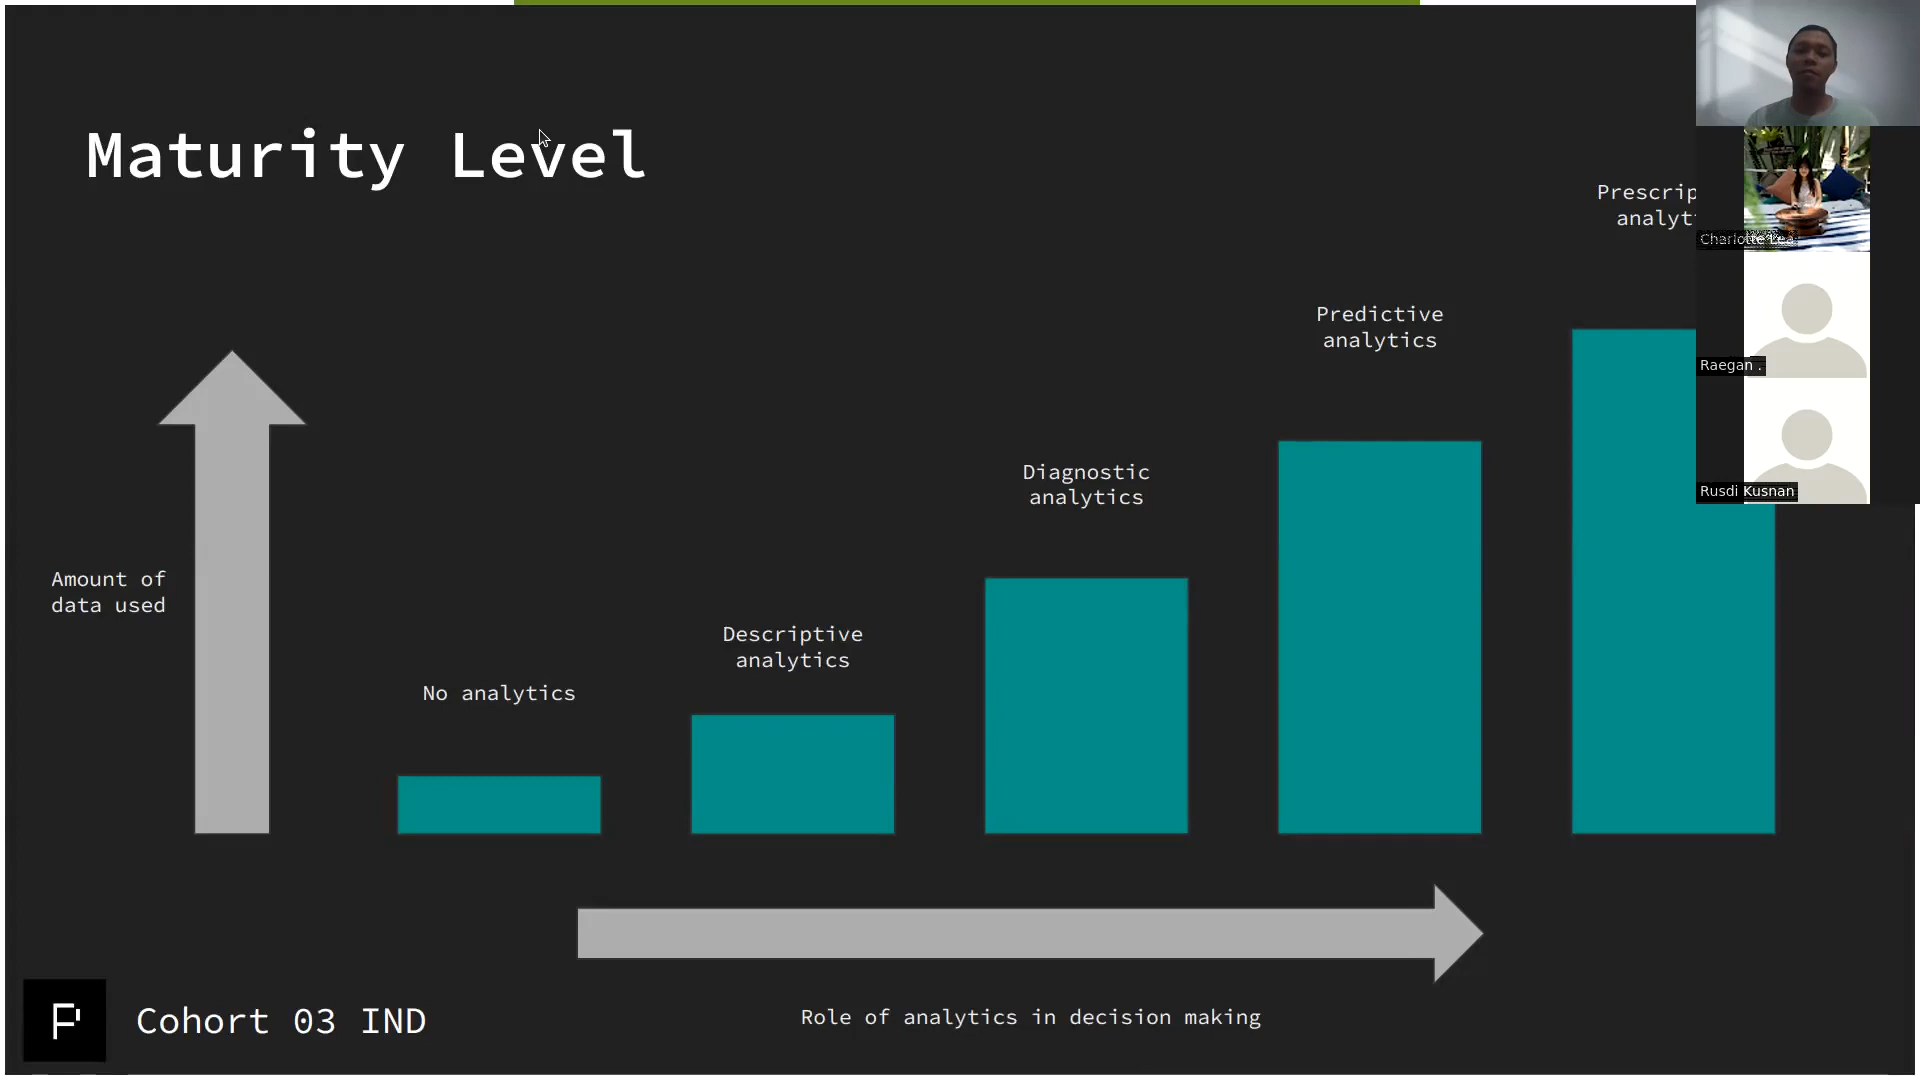 Maturity Level
Prescrip
analyt
Predictive
analytics
Diagnostic
analytics
Amount of
data used
Descriptive
analytics
No analytics
Role of analytics in decision making
Cohort 03 IND
Charlotte
Raegan .
Rusdi Kusnan